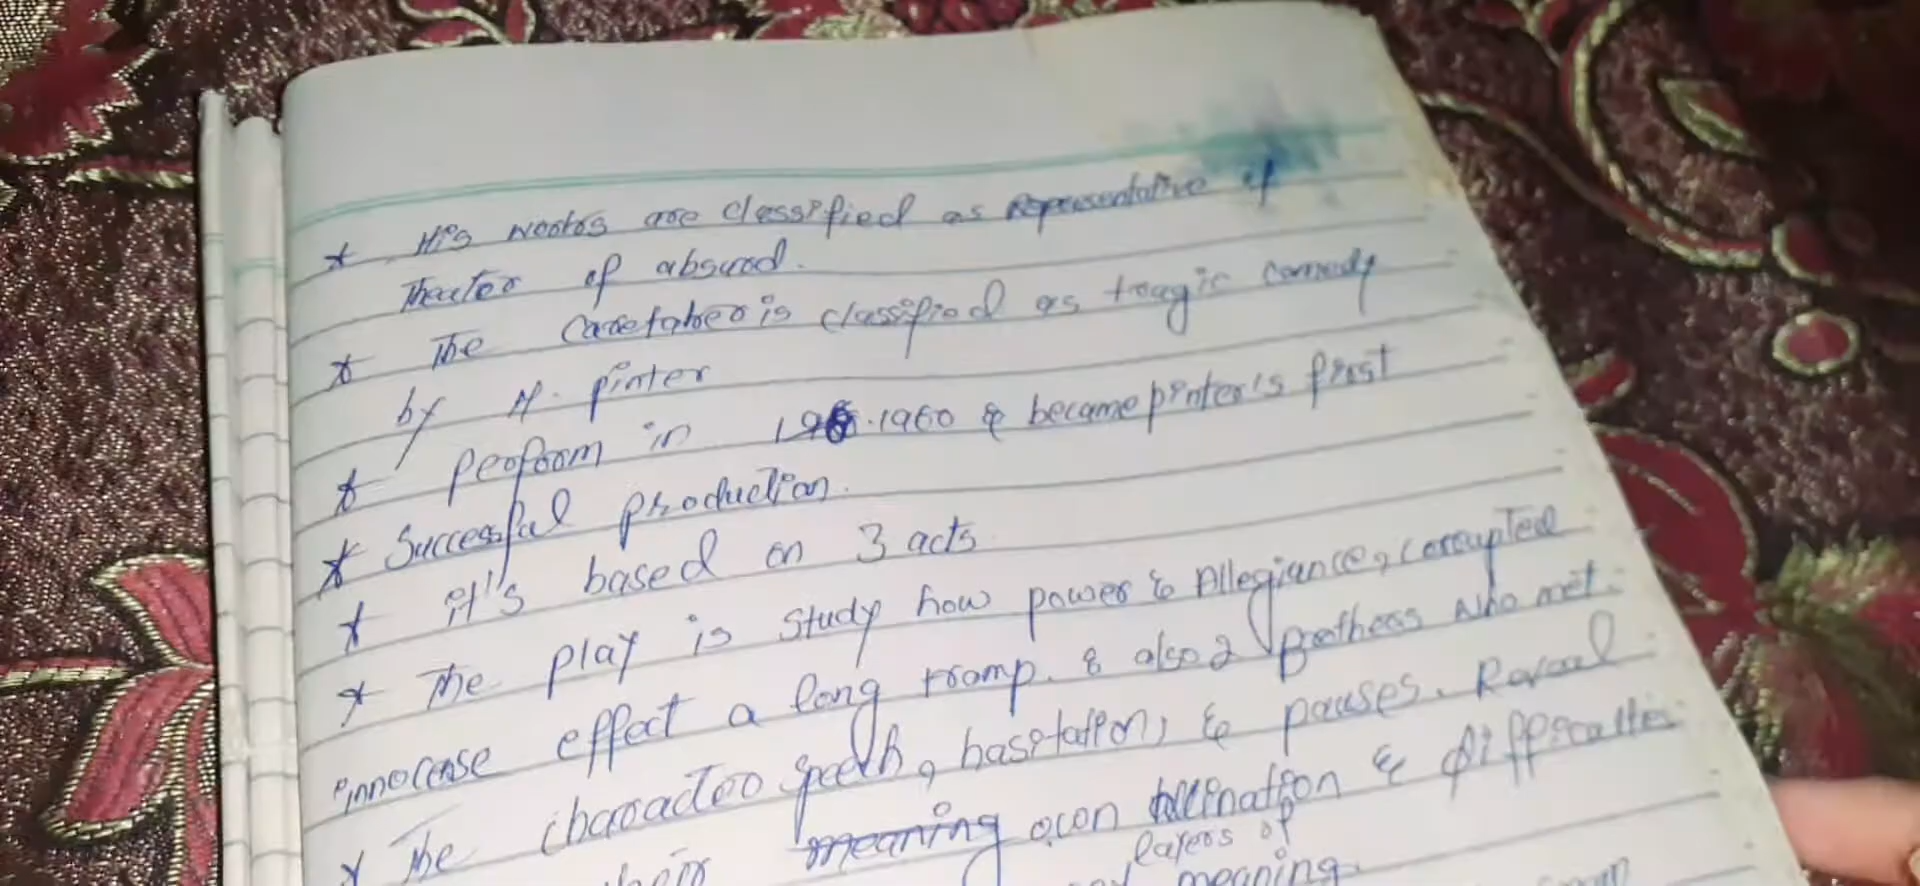 * His works are classified as Representative of
Theater of absurd.
* The Caretaker is classified as tragic comedy
by H. pinter
* perform in 1960 & became pinter's first
* Successful production.
* it's based on 3 acts
* The play is study how power & Allegiance, corrupted
innocense effect a long tramp. & also 2 Brothers who met.
* The character speech, hasitation, & pauses. Reveal
their meaning own & difficulties
layers of
meaning.